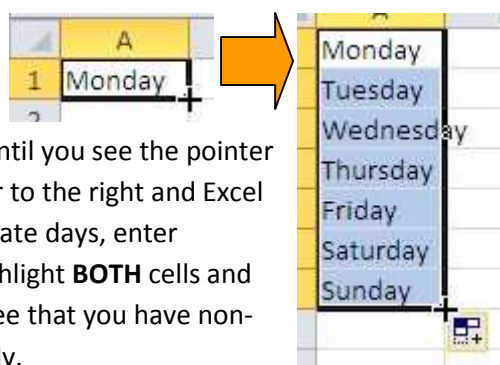 A
1 Monday
2
ntil you see the pointer
r to the right and Excel
ate days, enter
hlight BOTH cells and
ee that you have non-
ly.
A
Monday
Tuesday
Wednesday
Thursday
Friday
Saturday
Sunday